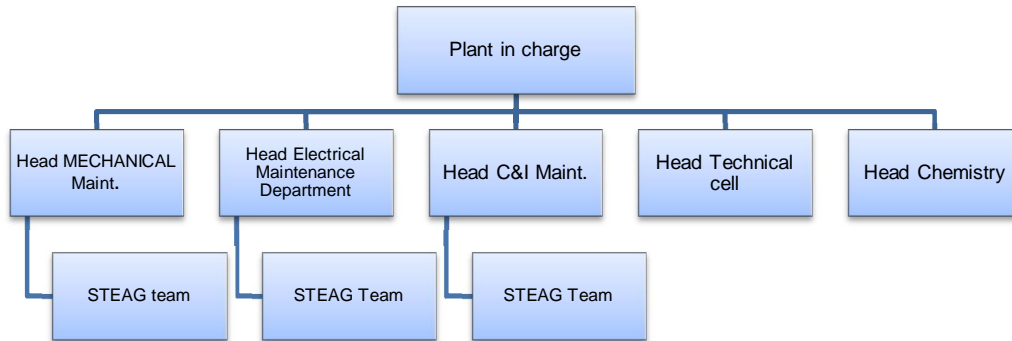 Plant in charge
Head MECHANICAL
Maint.
Head Electrical
Maintenance
Department
Head C&I Maint.
Head Technical
cell
Head Chemistry
STEAG team
STEAG Team
STEAG Team